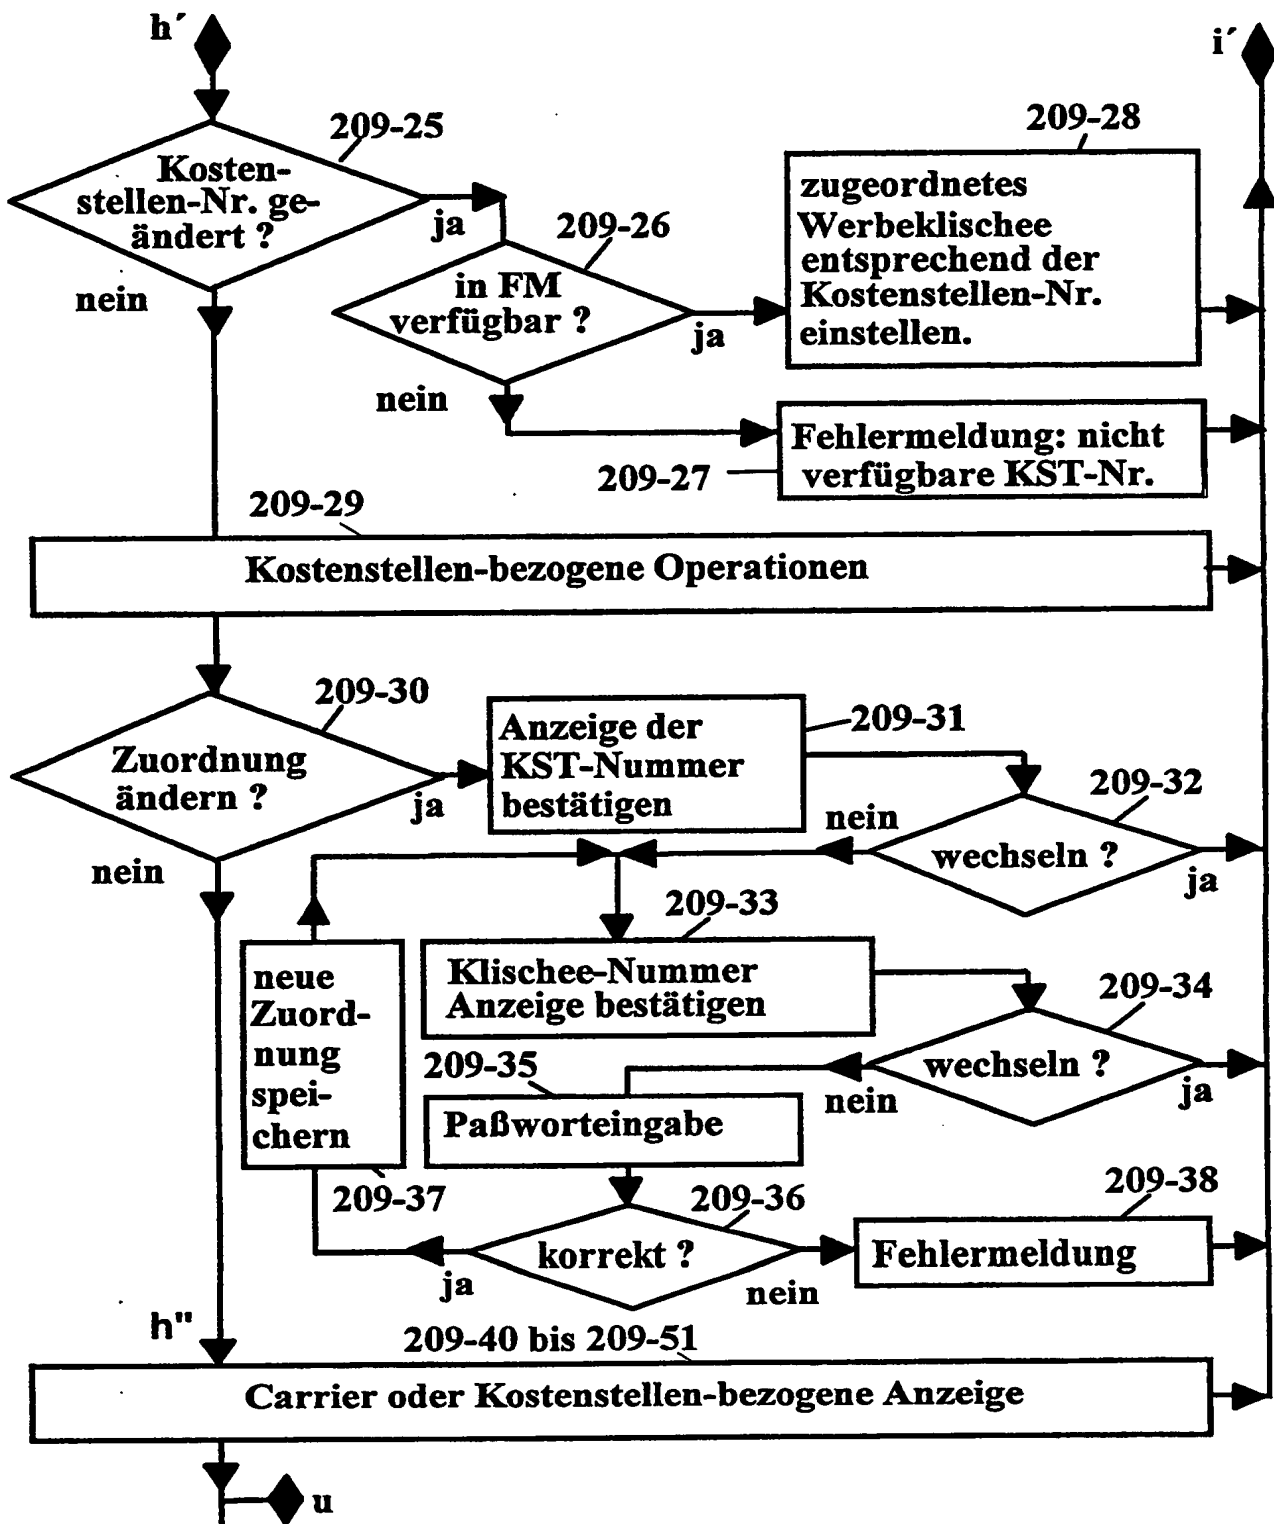 h´
i´
209-25
209-28
Kosten-
stellen-Nr. ge-
ändert ?
ja
nein
209-26
in FM
verfügbar ?
ja
nein
zugeordnetes
Werbeklischee
entsprechend der
Kostenstellen-Nr.
einstellen.
Fehlermeldung: nicht
verfügbare KST-Nr.
209-27
209-29
Kostenstellen-bezogene Operationen
209-30
Zuordnung
ändern ?
ja
nein
Anzeige der
KST-Nummer
bestätigen
209-31
209-32
wechseln ?
nein
ja
209-33
Klischee-Nummer
Anzeige bestätigen
209-34
wechseln ?
nein
ja
neue
Zuord-
nung
spei-
chern
209-35
Paßworteingabe
209-37
209-36
korrekt ?
ja
nein
209-38
Fehlermeldung
h"
209-40 bis 209-51
Carrier oder Kostenstellen-bezogene Anzeige
u